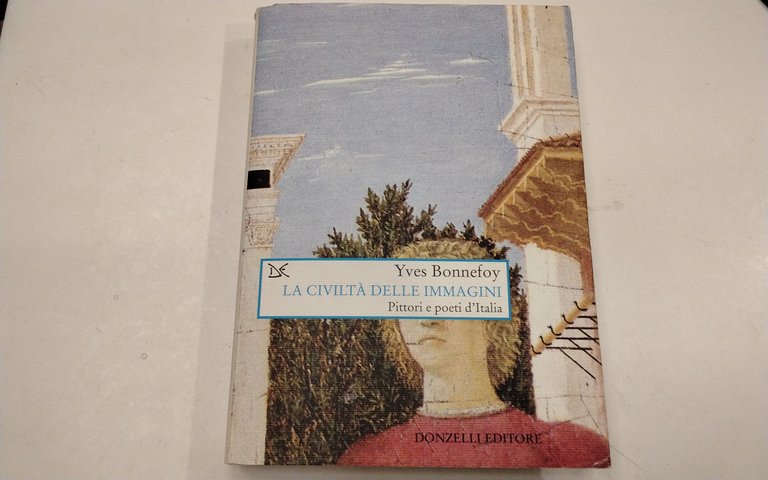 DE
Yves Bonnefoy
LA CIVILTÀ DELLE IMMAGINI
Pittori e poeti d'Italia
DONZELLI EDITORE